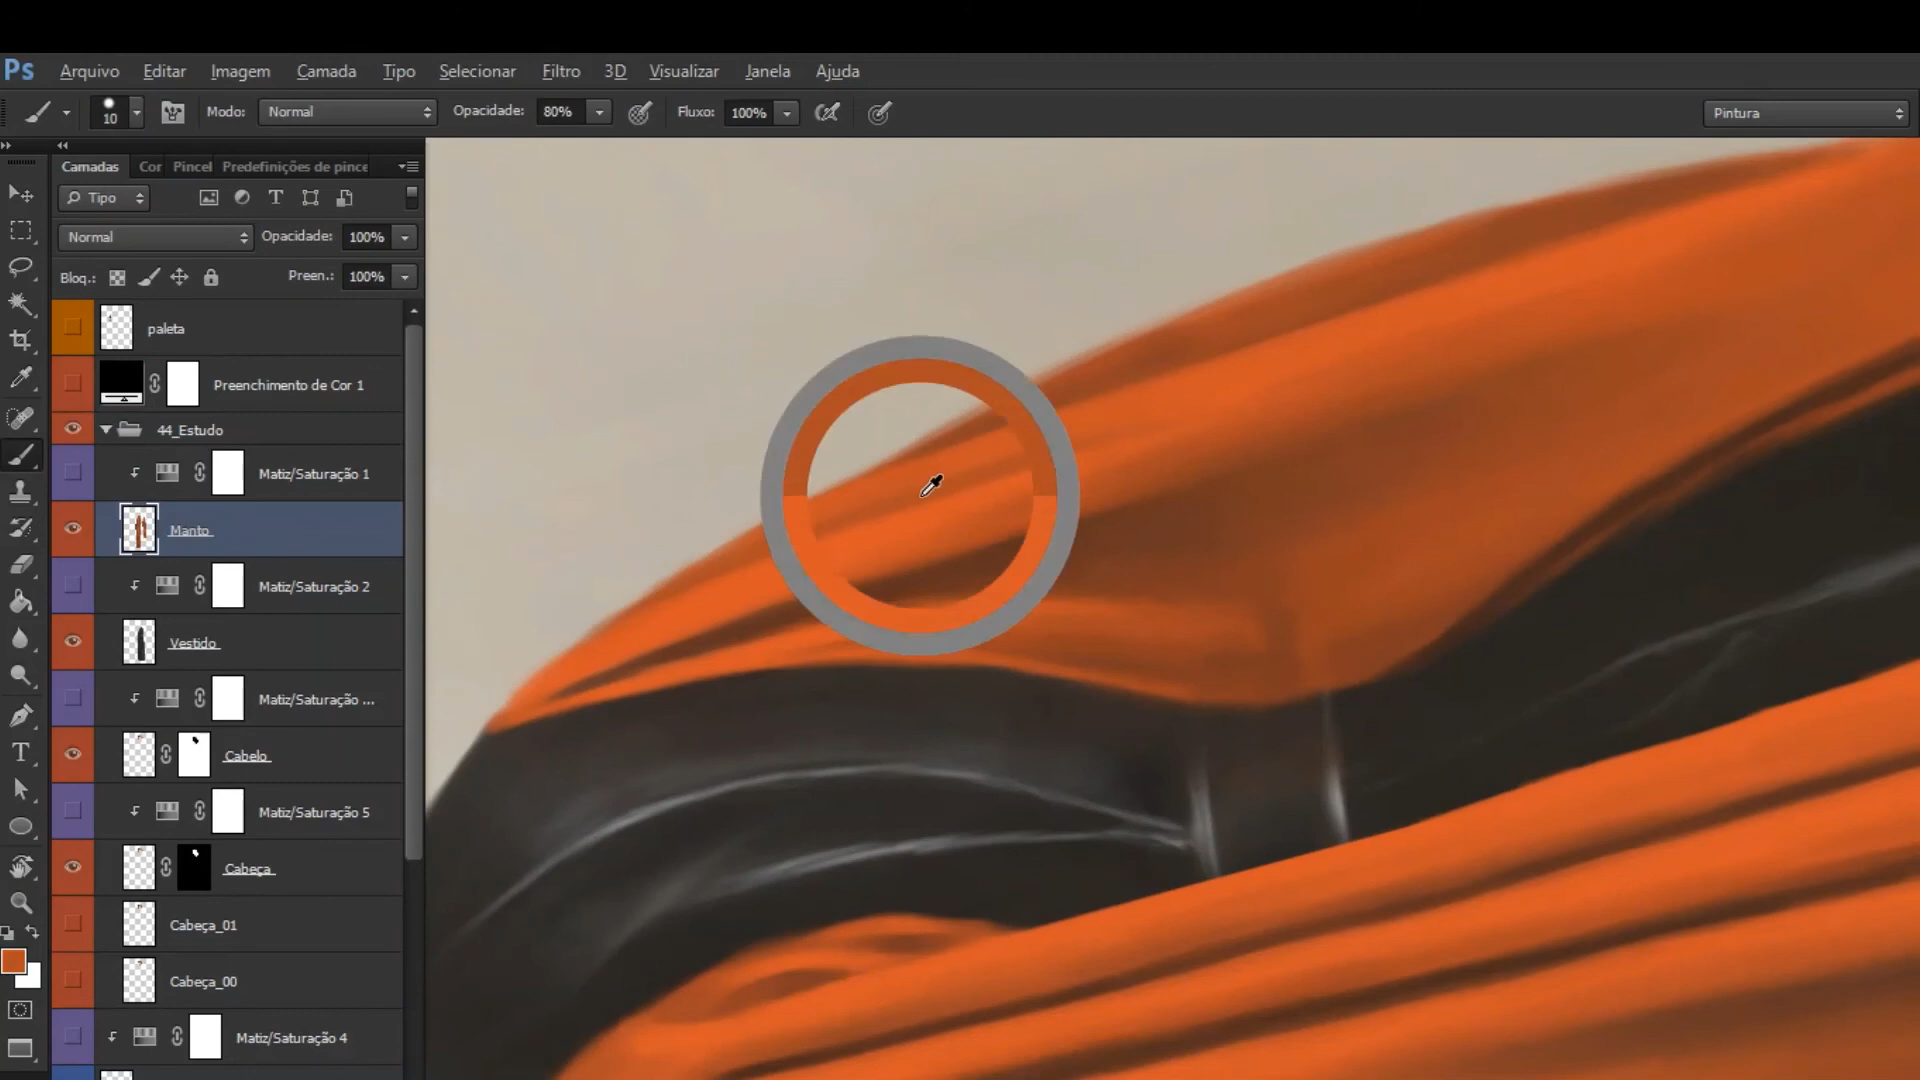 Ps Arquivo Editar Imagem Camada Tipo Selecionar Filtro 3D Visualizar Janela Ajuda
10 Modo: Normal Opacidade: 80% Fluxo: 100% Pintura
Camadas Cor Pincel Predefinições de pince
Tipo
Normal Opacidade: 100%
Bloq.: Preen.: 100%
paleta
Preenchimento de Cor 1
44_Estudo
Matiz/Saturação 1
Manto
Matiz/Saturação 2
Vestido
Matiz/Saturação ...
Cabelo
Matiz/Saturação 5
Cabeça
Cabeça_01
Cabeça_00
Matiz/Saturação 4